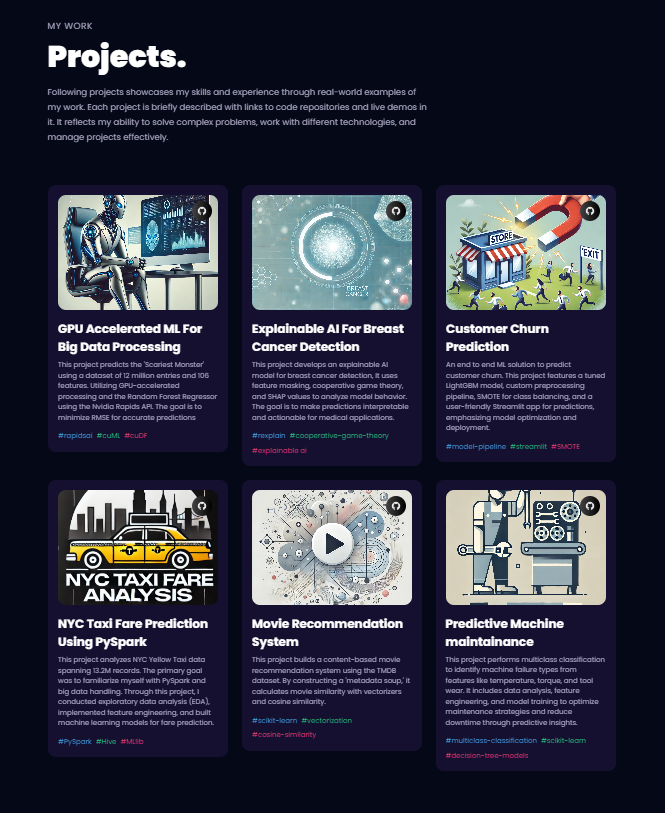 MY WORK
Projects.
Following projects showcases my skills and experience through real-world examples of
my work. Each project is briefly described with links to code repositories and live demos in
it. It reflects my ability to solve complex problems, work with different technologies, and
manage projects effectively.
GPU Accelerated ML For
Big Data Processing
This project predicts the 'Scariest Monster'
using a dataset of 12 million entries and 106
features. Utilizing GPU-accelerated
processing and the Random Forest Regressor
using the Nvidia Rapids API. The goal is to
minimize RMSE for accurate predictions
#rapidsai #cuML #cuDF
BREAST
CANCER
Explainable AI For Breast
Cancer Detection
This project develops an explainable AI
model for breast cancer detection, it uses
feature masking, cooperative game theory,
and SHAP values to analyze model behavior.
The goal is to make predictions interpretable
and actionable for medical applications.
#rexplain #cooperative-game-theory
#explainable ai
STORE
EXIT
Customer Churn
Prediction
An end to end ML solution to predict
customer churn. This project features a tuned
LightGBM model, custom preprocessing
pipeline, SMOTE for class balancing, and a
user-friendly Streamlit app for predictions,
emphasizing model optimization and
deployment.
#model-pipeline #streamlit #SMOTE
NYC TAXI FARE
ANALYSIS
NYC Taxi Fare Prediction
Using PySpark
This project analyzes NYC Yellow Taxi data
spanning 13.2M records. The primary goal
was to familiarize myself with PySpark and
big data handling. Through this project, I
conducted exploratory data analysis (EDA),
implemented feature engineering, and built
machine learning models for fare prediction.
#PySpark #Hive #MLlib
Movie Recommendation
System
This project builds a content-based movie
recommendation system using the TMDB
dataset. By constructing a 'metadata soup,' it
calculates movie similarity with vectorizers
and cosine similarity.
#scikit-learn #vectorization
#cosine-similarity
Predictive Machine
maintainance
This project performs multiclass classification
to identify machine failure types from
features like temperature, torque, and tool
wear. It includes data analysis, feature
engineering, and model training to optimize
maintenance strategies and reduce
downtime through predictive insights.
#multiclass-classification #scikit-learn
#decision-tree-models